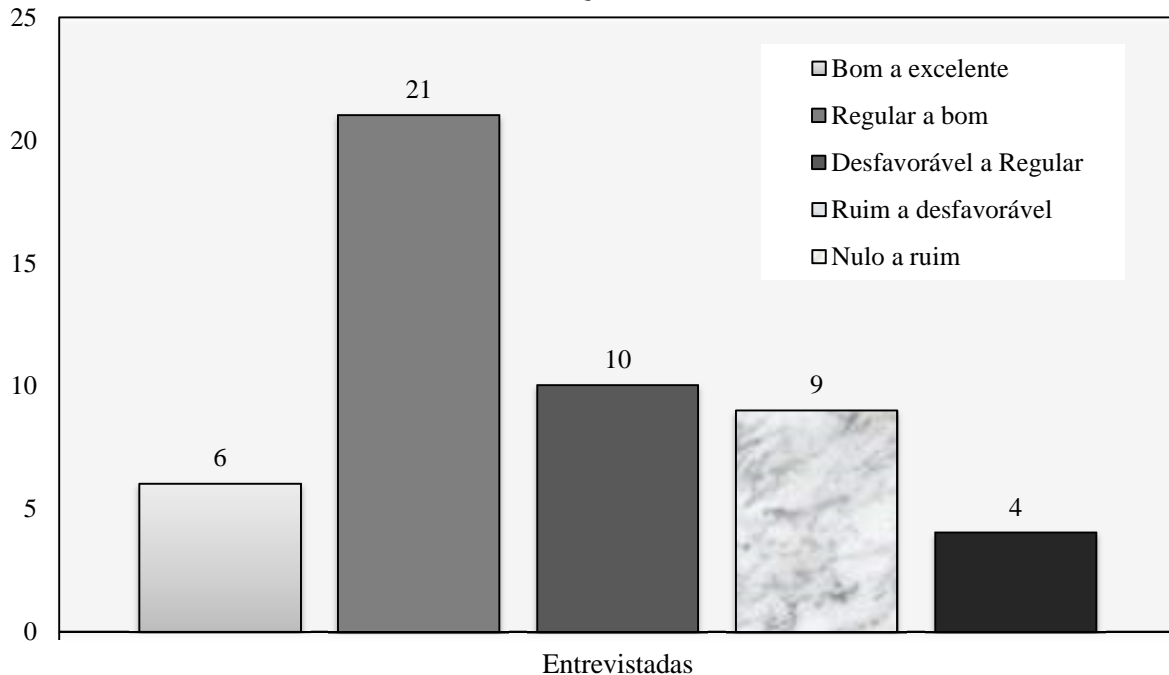 25
20
15
10
5
0
6
21
10
9
4
Bom a excelente
Regular a bom
Desfavorável a Regular
Ruim a desfavorável
Nulo a ruim
Entrevistadas